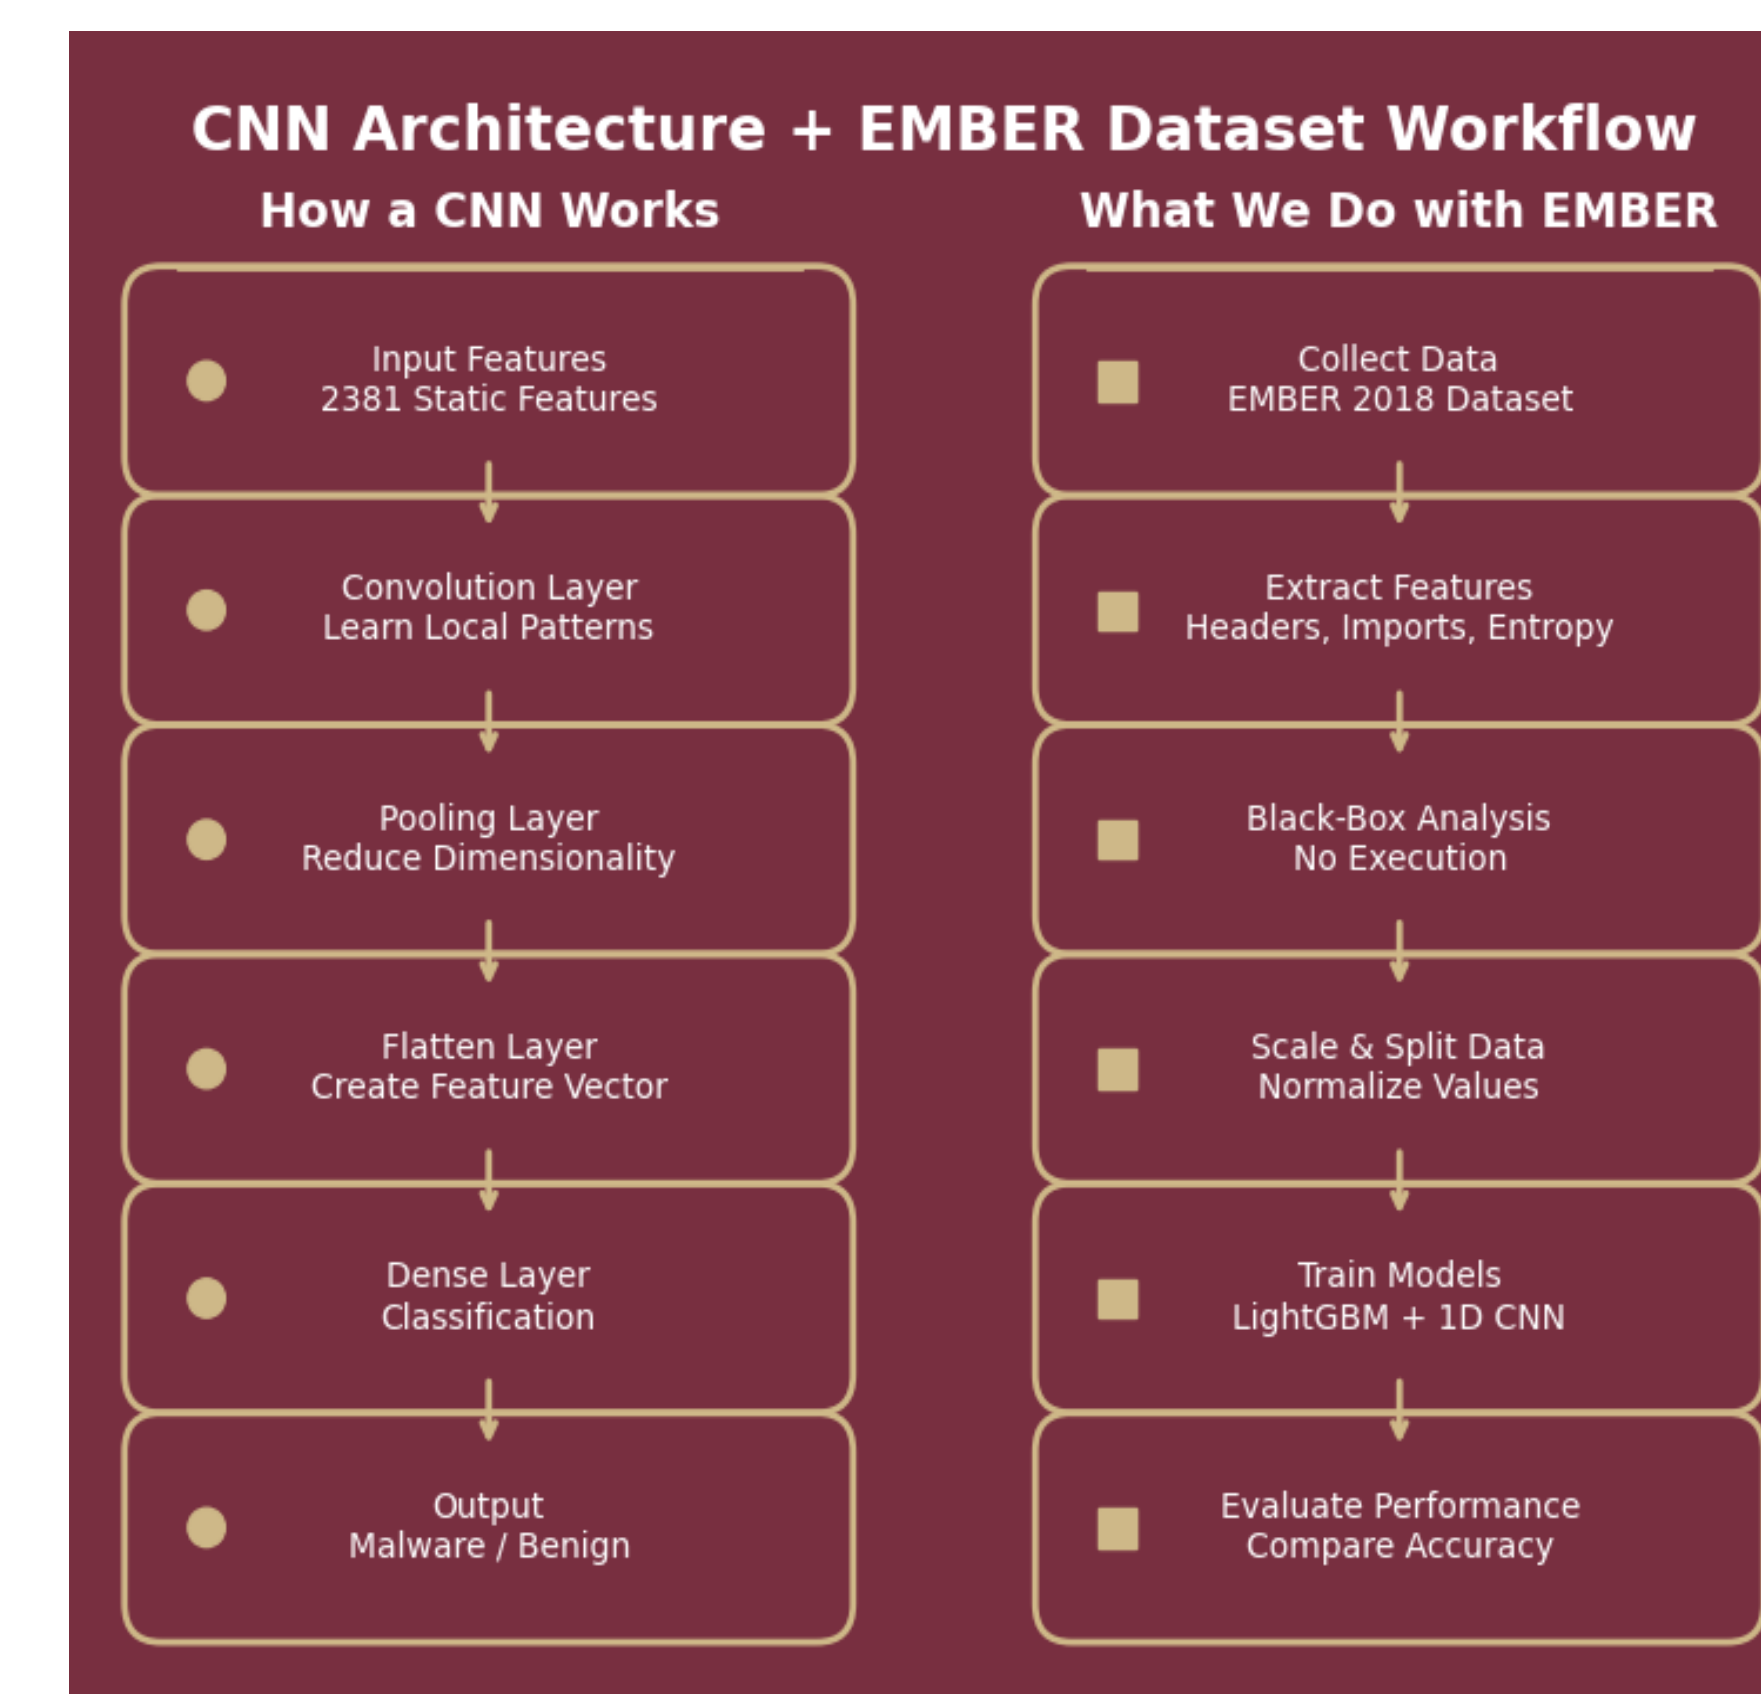 CNN Architecture + EMBER Dataset Workflow
How a CNN Works
Input Features
2381 Static Features
Convolution Layer
Learn Local Patterns
Pooling Layer
Reduce Dimensionality
Flatten Layer
Create Feature Vector
Dense Layer
Classification
Output
Malware / Benign
What We Do with EMBER
Collect Data
EMBER 2018 Dataset
Extract Features
Headers, Imports, Entropy
Black-Box Analysis
No Execution
Scale & Split Data
Normalize Values
Train Models
LightGBM + 1D CNN
Evaluate Performance
Compare Accuracy